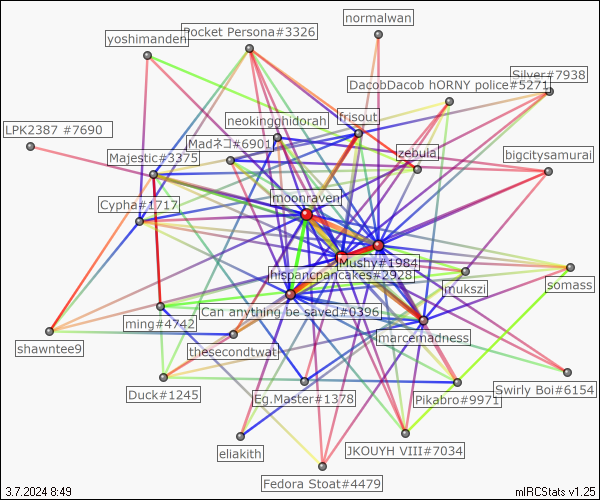 normalwan
Pocket Persona#3326
yoshimanden
Silver#7938
DacobDacob hORNY police#5271
neokingghidorah
frisout
LPK2387 #7690
Madネコ#6901
zebula
bigcitysamurai
Majestic#3375
moonraven
Cypha#1717
Mushy#1984
hispancpancakes#2928
mukszi
somass
Can anything be saved#0396
ming#4742
marcemadness
shawntee9
thesecondtwat
Duck#1245
Eg.Master#1378
Pikabro#9971
Swirly Boi#6154
eliakith
JKOUYH VIII#7034
Fedora Stoat#4479
3.7.2024 8:49
mIRCStats v1.25